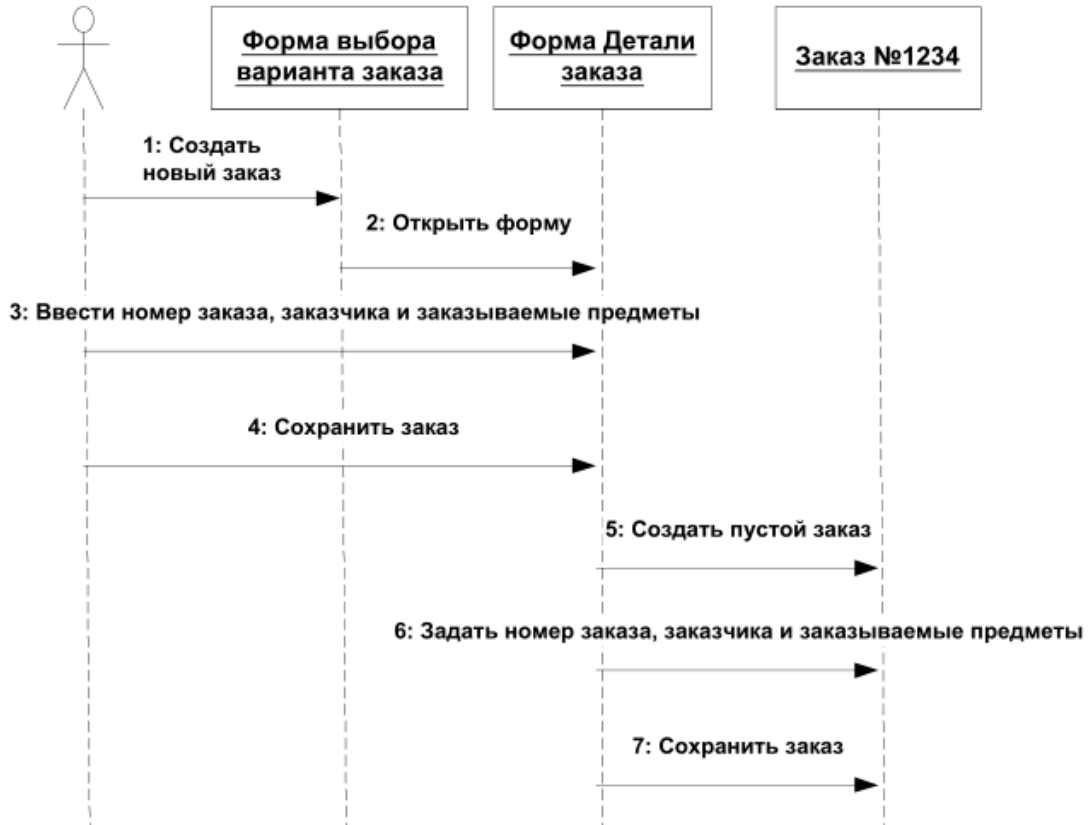 Форма выбора
варианта заказа
Форма Детали
заказа
Заказ №1234
1: Создать
новый заказ
2: Открыть форму
3: Ввести номер заказа, заказчика и заказываемые предметы
4: Сохранить заказ
5: Создать пустой заказ
6: Задать номер заказа, заказчика и заказываемые предметы
7: Сохранить заказ